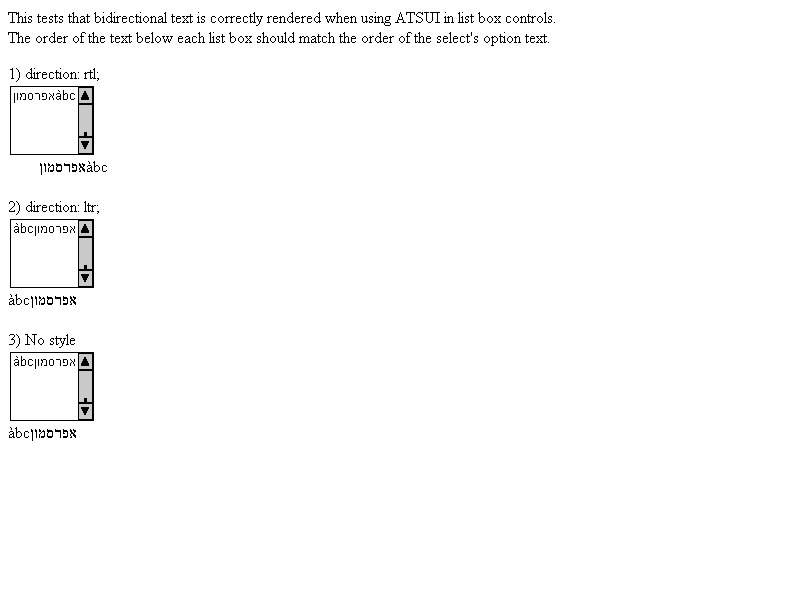 This tests that bidirectional text is correctly rendered when using ATSUI in list box controls.
The order of the text below each list box should match the order of the select's option text.
1) direction: rtl;
àbcאפרסמון
àbcאפרסמון
2) direction: ltr;
àbcאפרסמון
àbcאפרסמון
3) No style
àbcאפרסמון
àbcאפרסמון